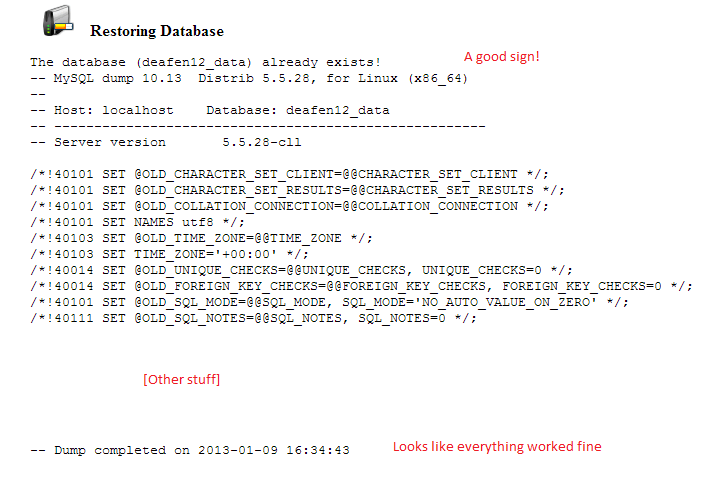 Restoring Database
The database (deafen12_data) already exists!
A good sign!
-- MySQL dump 10.13  Distrib 5.5.28, for Linux (x86_64)
--
-- Host: localhost    Database: deafen12_data
-- ------------------------------------------------------
-- Server version       5.5.28-cll
/*!40101 SET @OLD_CHARACTER_SET_CLIENT=@@CHARACTER_SET_CLIENT */;
/*!40101 SET @OLD_CHARACTER_SET_RESULTS=@@CHARACTER_SET_RESULTS */;
/*!40101 SET @OLD_COLLATION_CONNECTION=@@COLLATION_CONNECTION */;
/*!40101 SET NAMES utf8 */;
/*!40103 SET @OLD_TIME_ZONE=@@TIME_ZONE */;
/*!40103 SET TIME_ZONE='+00:00' */;
/*!40014 SET @OLD_UNIQUE_CHECKS=@@UNIQUE_CHECKS, UNIQUE_CHECKS=0 */;
/*!40014 SET @OLD_FOREIGN_KEY_CHECKS=@@FOREIGN_KEY_CHECKS, FOREIGN_KEY_CHECKS=0 */;
/*!40101 SET @OLD_SQL_MODE=@@SQL_MODE, SQL_MODE='NO_AUTO_VALUE_ON_ZERO' */;
/*!40111 SET @OLD_SQL_NOTES=@@SQL_NOTES, SQL_NOTES=0 */;
[Other stuff]
-- Dump completed on 2013-01-09 16:34:43
Looks like everything worked fine